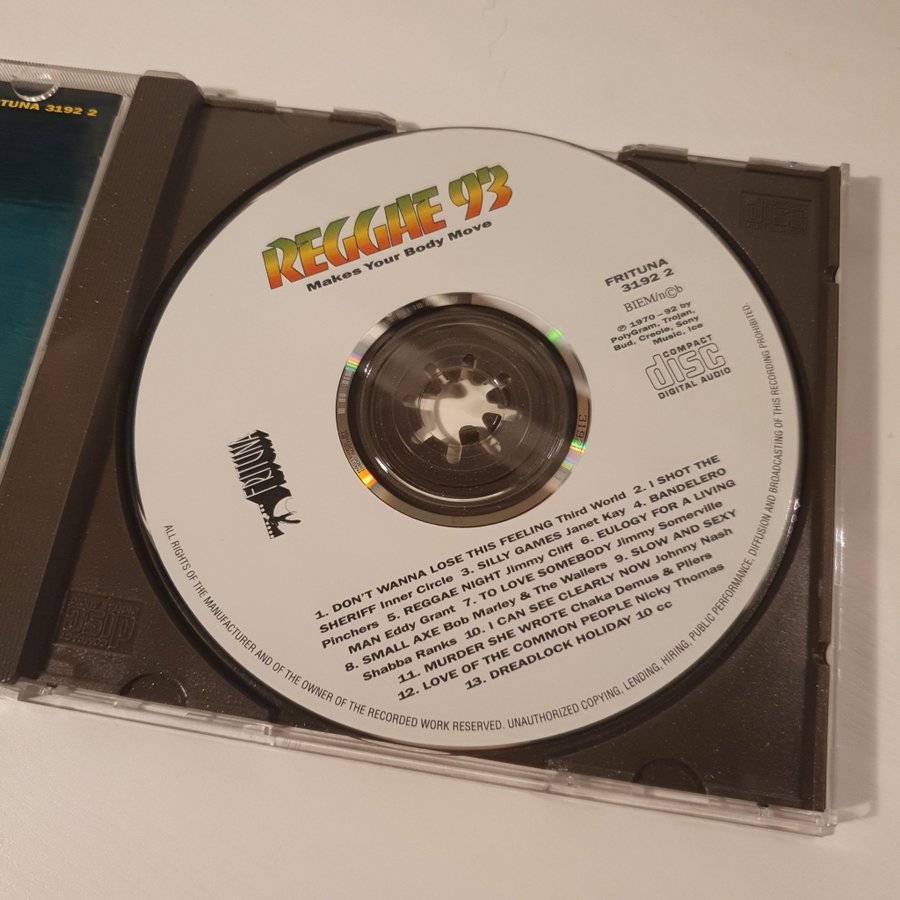 TUNA 3192 2
REGGAE 93
Makes Your Body Move
FRITUNA
3192 2
BIEM/n©b
℗ 1970-92 by
PolyGram, Trojan,
Bud, Creole, Sony
Music, Ice
COMPACT
disc
DIGITAL AUDIO
FRITUNA
1. DON'T WANNA LOSE THIS FEELING Third World 2. I SHOT THE
SHERIFF Inner Circle 3. SILLY GAMES Janet Kay 4. BANDELERO
Pinchers 5. REGGAE NIGHT Jimmy Cliff 6. EULOGY FOR A LIVING
MAN Eddy Grant 7. TO LOVE SOMEBODY Jimmy Somerville
8. SMALL AXE Bob Marley & The Wailers 9. SLOW AND SEXY
Shabba Ranks 10. I CAN SEE CLEARLY NOW Johnny Nash
11. MURDER SHE WROTE Chaka Demus & Pliers
12. LOVE OF THE COMMON PEOPLE Nicky Thomas
13. DREADLOCK HOLIDAY 10 cc
ALL RIGHTS OF THE MANUFACTURER AND OF THE OWNER OF THE RECORDED WORK RESERVED. UNAUTHORIZED COPYING, LENDING, HIRING, PUBLIC PERFORMANCE, DIFFUSION AND BROADCASTING OF THIS RECORDING PROHIBITED.
disc